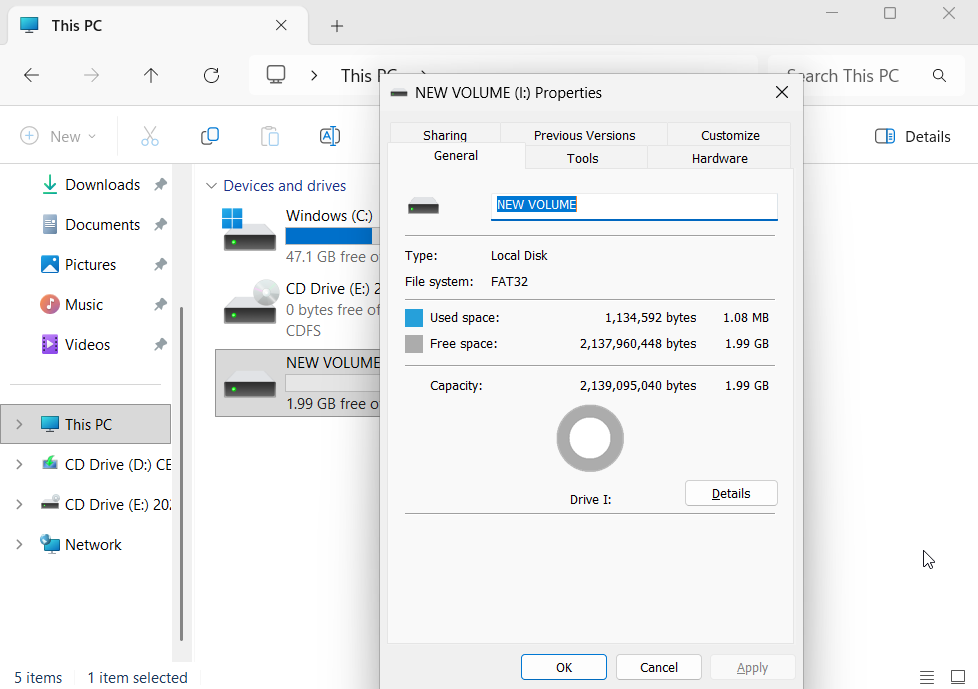 This PC
This PC
Search This PC
New
Details
Downloads
Documents
Pictures
Music
Videos
This PC
CD Drive (D:) CE
CD Drive (E:) 202
Network
Devices and drives
Windows (C:)
47.1 GB free o
CD Drive (E:) 2
0 bytes free of
CDFS
NEW VOLUME
1.99 GB free o
NEW VOLUME (I:) Properties
Sharing
Previous Versions
Customize
General
Tools
Hardware
NEW VOLUME
Type: Local Disk
File system: FAT32
Used space: 1,134,592 bytes 1.08 MB
Free space: 2,137,960,448 bytes 1.99 GB
Capacity: 2,139,095,040 bytes 1.99 GB
Drive I:
Details
OK
Cancel
Apply
5 items
1 item selected